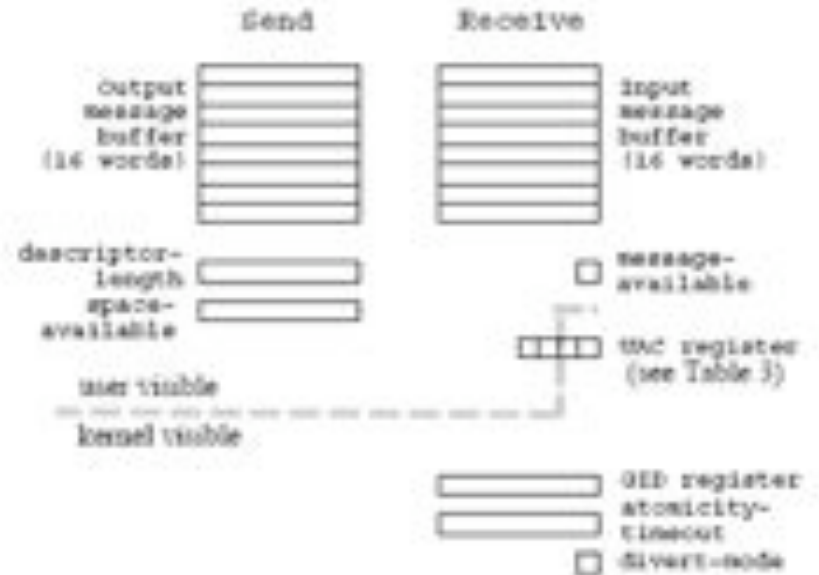 Send
Receive
Output
message
buffer
(16 words)
Input
message
buffer
(16 words)
descriptor-
length
space-
available
message-
available
UAC register
(see Table 3)
user visible
kernel visible
GID register
atomicity-
timeout
divert-mode